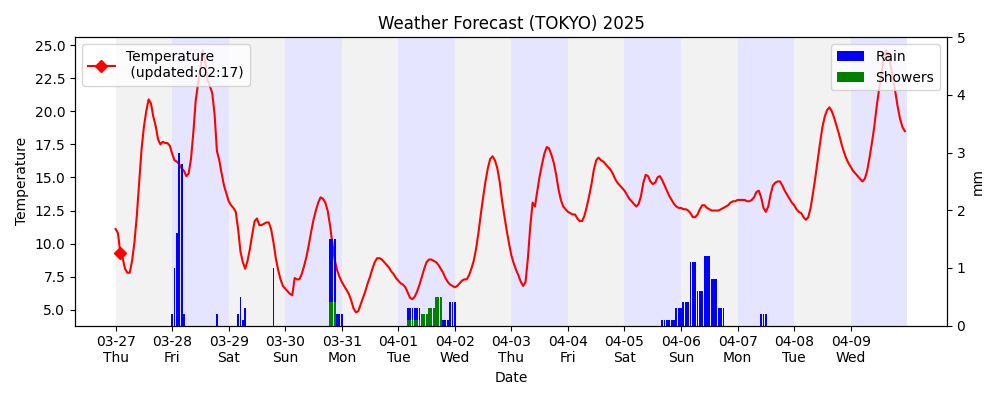 Weather Forecast (TOKYO) 2025
Temperature
(updated:02:17)
Rain
Showers
25.0
22.5
20.0
17.5
15.0
12.5
10.0
7.5
5.0
Temperature
5
4
3
2
1
0
mm
03-27 03-28 03-29 03-30 03-31 04-01 04-02 04-03 04-04 04-05 04-06 04-07 04-08 04-09
Thu Fri Sat Sun Mon Tue Wed Thu Fri Sat Sun Mon Tue Wed
Date